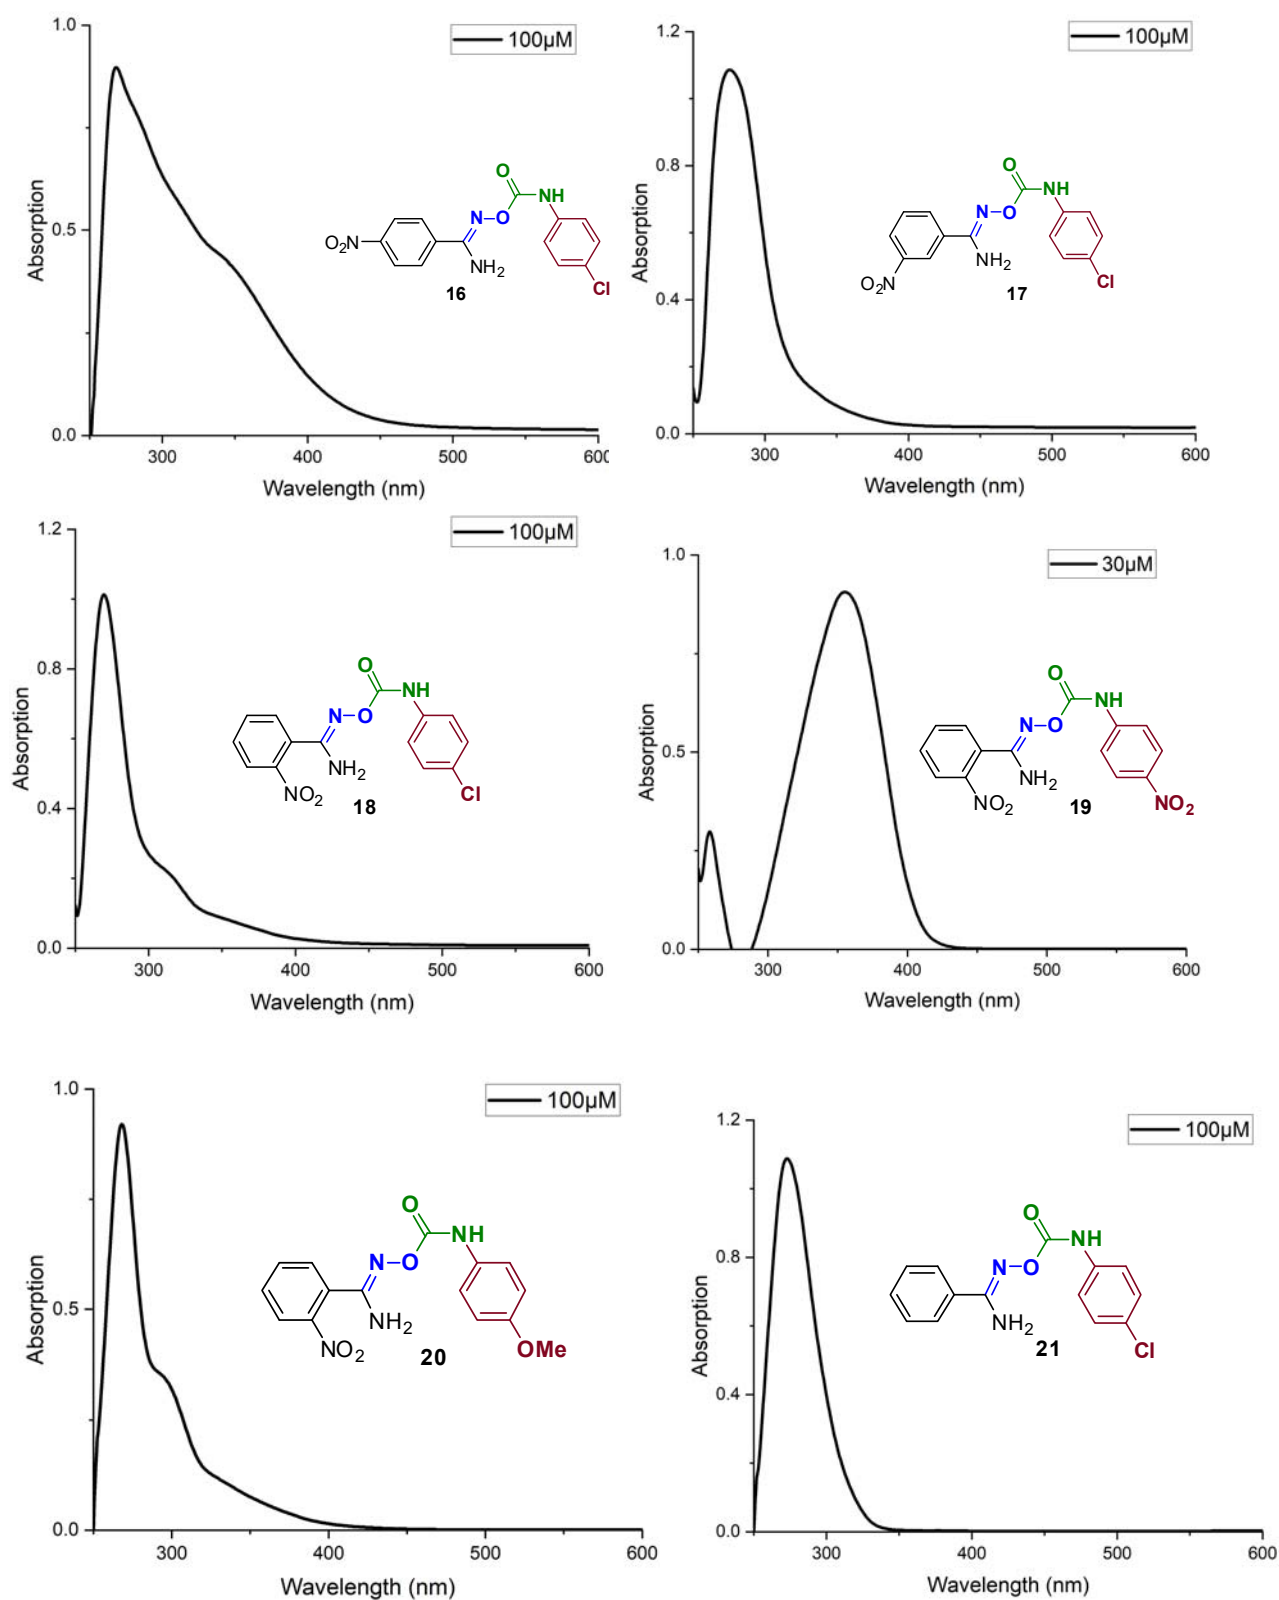 1.0
100µM
0.5
0.0
Absorption
O
NH
N
O
O₂N
NH₂
Cl
16
300 400 500 600
Wavelength (nm)
1.2
100µM
0.8
0.4
0.0
Absorption
O
NH
N
O
NH₂
O₂N
Cl
17
300 400 500 600
Wavelength (nm)
1.2
100µM
0.8
0.4
0.0
Absorption
O
NH
N
O
NH₂
NO₂
Cl
18
300 400 500 600
Wavelength (nm)
1.0
30µM
0.5
0.0
Absorption
O
NH
N
O
NH₂
NO₂
NO₂
19
300 400 500 600
Wavelength (nm)
1.0
100µM
0.5
0.0
Absorption
O
NH
N
O
NH₂
NO₂
OMe
20
300 400 500 600
Wavelength (nm)
1.2
100µM
0.8
0.4
0.0
Absorption
O
NH
N
O
NH₂
Cl
21
300 400 500 600
Wavelength (nm)